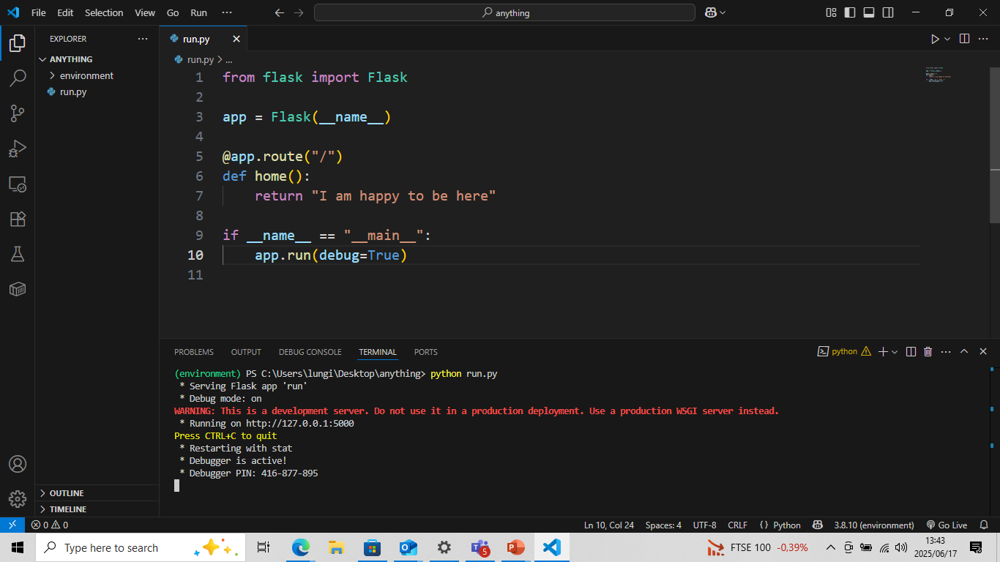 File Edit Selection View Go Run ···
anything
EXPLORER ···
ANYTHING
environment
run.py
OUTLINE
TIMELINE
run.py
run.py > ...
1 from flask import Flask
2
3 app = Flask(__name__)
4
5 @app.route("/")
6 def home():
7 return "I am happy to be here"
8
9 if __name__ == "__main__":
10 app.run(debug=True)
11
PROBLEMS OUTPUT DEBUG CONSOLE TERMINAL PORTS
python
(environment) PS C:\Users\lungi\Desktop\anything> python run.py
* Serving Flask app 'run'
* Debug mode: on
WARNING: This is a development server. Do not use it in a production deployment. Use a production WSGI server instead.
* Running on http://127.0.0.1:5000
Press CTRL+C to quit
* Restarting with stat
* Debugger is active!
* Debugger PIN: 416-877-895
0 0
Ln 10, Col 24 Spaces: 4 UTF-8 CRLF {} Python 3.8.10 (environment) Go Live
Type here to search
5
FTSE 100 -0,39%
13:43
2025/06/17